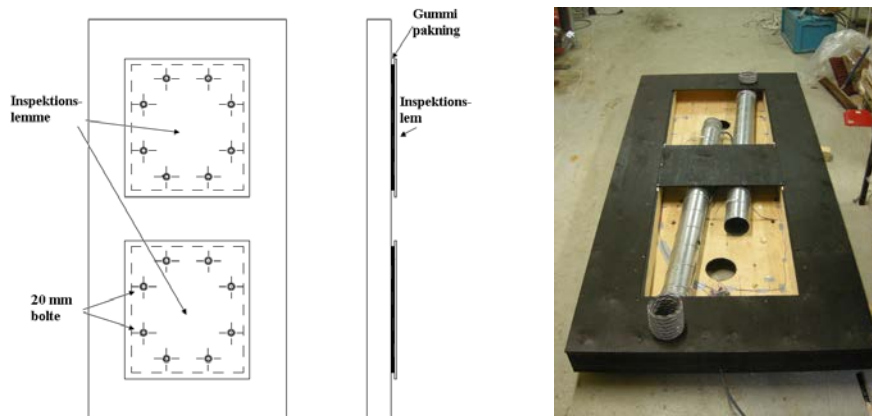 Gummi
pakning
Inspektions-
lemme
Inspektions-
lem
20 mm
bolte